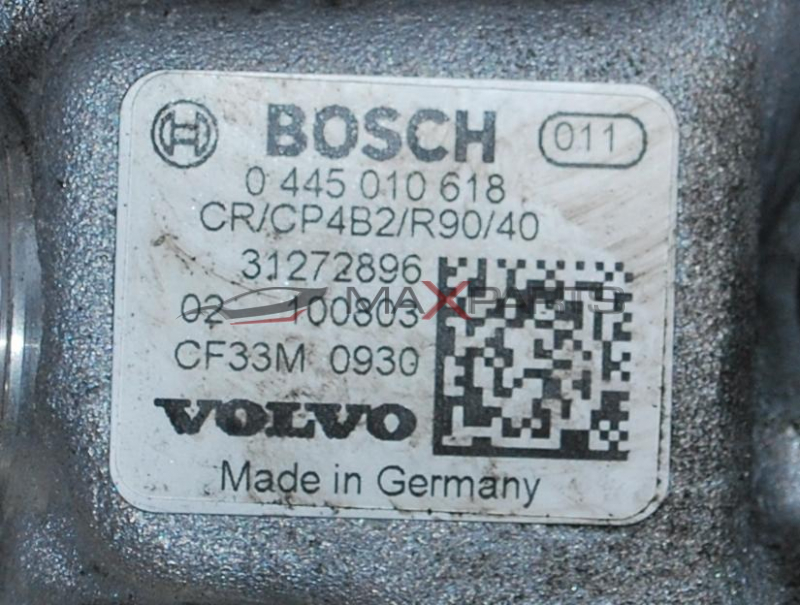 BOSCH 011
0 445 010 618
CR/CP4B2/R90/40
31272896
02 100803
MAXPARTS
CF33M 0930
VOLVO
Made in Germany